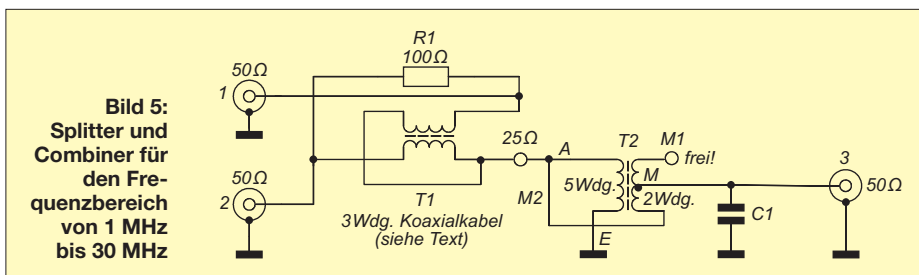 Bild 5:
Splitter und
Combiner für
den Fre-
quenzbereich
von 1 MHz
bis 30 MHz
50Ω
1
50Ω
2
R1
100Ω
T1
3Wdg. Koaxialkabel
(siehe Text)
25Ω
A
M2
5Wdg.
E
T2
M1
frei!
M
2Wdg.
C1
3
50Ω